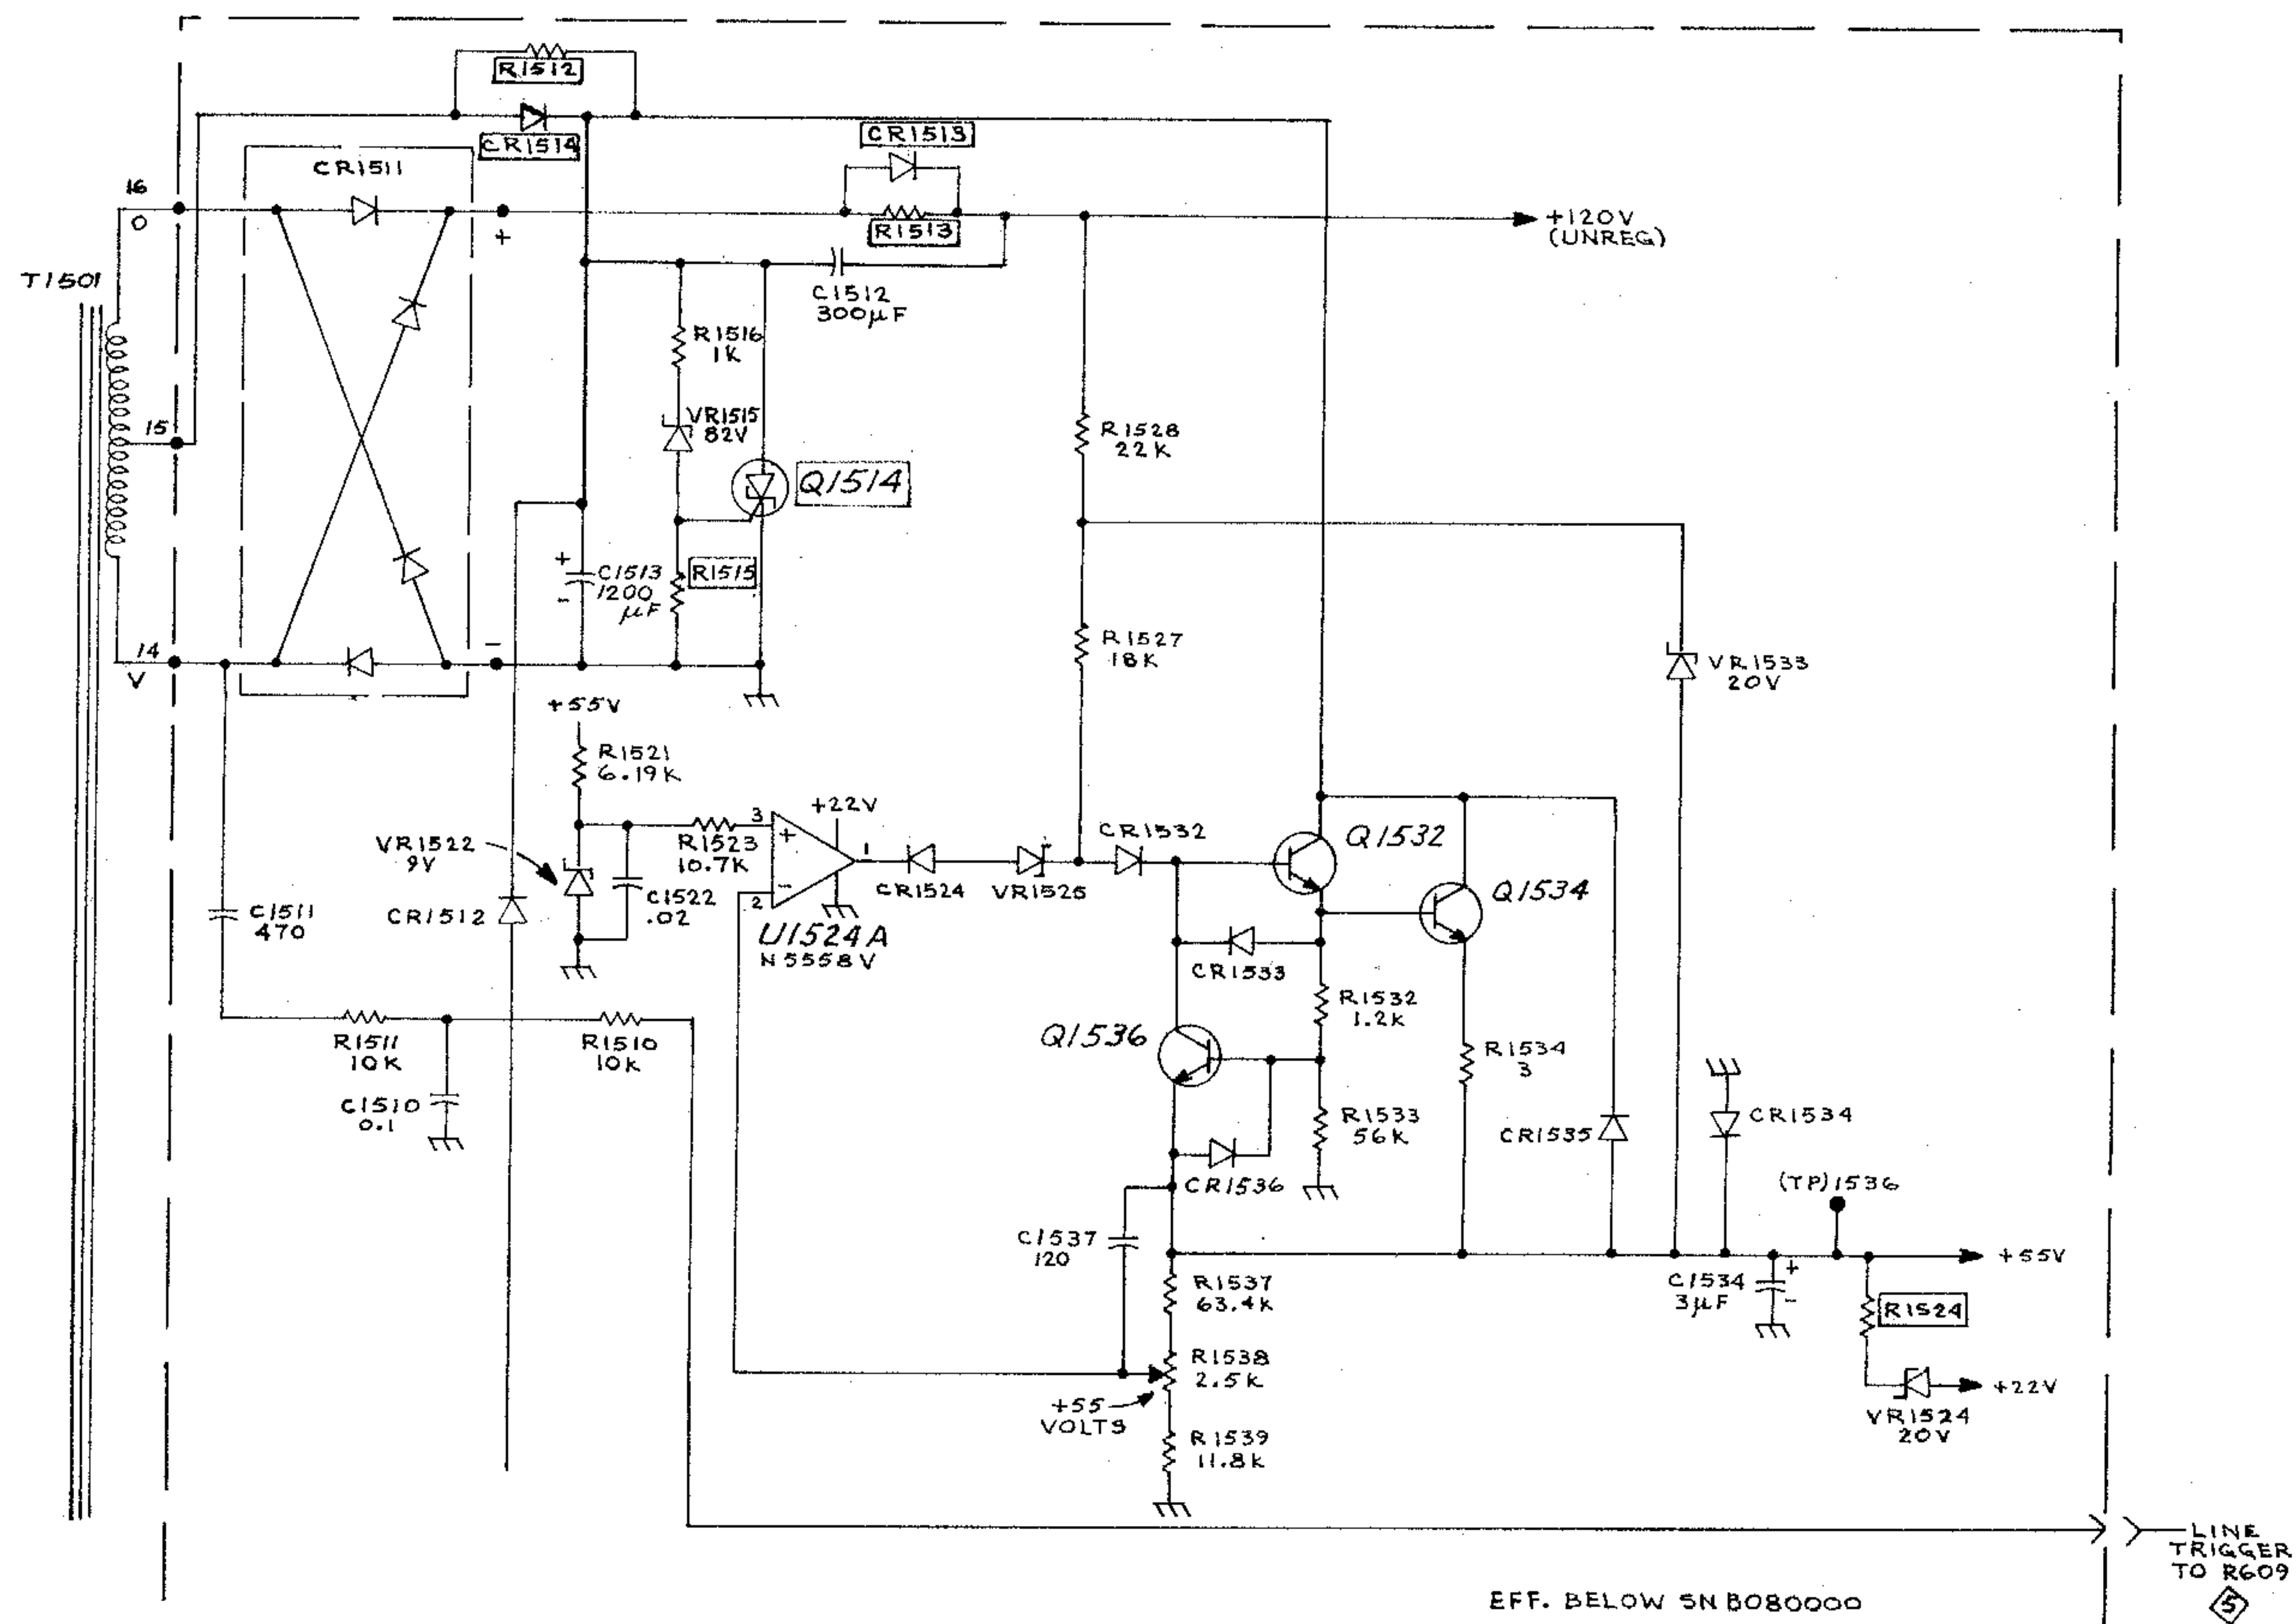 R1512
CR1514
CR1513
CR1511
16
O
+
R1513
+120V
(UNREG)
T1501
C1512
300µF
R1516
1K
15
VR1515
82V
R1528
22K
Q1514
+
C1513
1200
µF
-
R1515
R1527
18K
14
V
-
VR1533
20V
+55V
R1521
6.19K
+22V
VR1522
9V
R1523
10.7K
3
+
1
-
2
CR1532
Q1532
C1511
470
CR1512
C1522
.02
CR1524
VR1525
Q1534
U1524A
N5558V
CR1533
R1532
1.2K
R1511
10K
R1510
10K
Q1536
R1534
3
C1510
0.1
R1533
56K
CR1535
CR1534
CR1536
(TP)1536
C1537
120
+55V
R1537
63.4K
C1534
3µF
+
-
R1524
R1538
2.5K
+55
VOLTS
+22V
VR1524
20V
R1539
11.8K
LINE
TRIGGER
TO R609
5
EFF. BELOW SN B080000